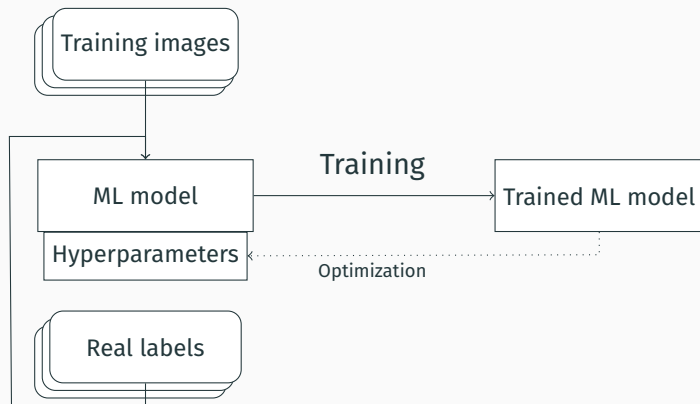 Training images
Training
ML model
Trained ML model
Hyperparameters
Optimization
Real labels